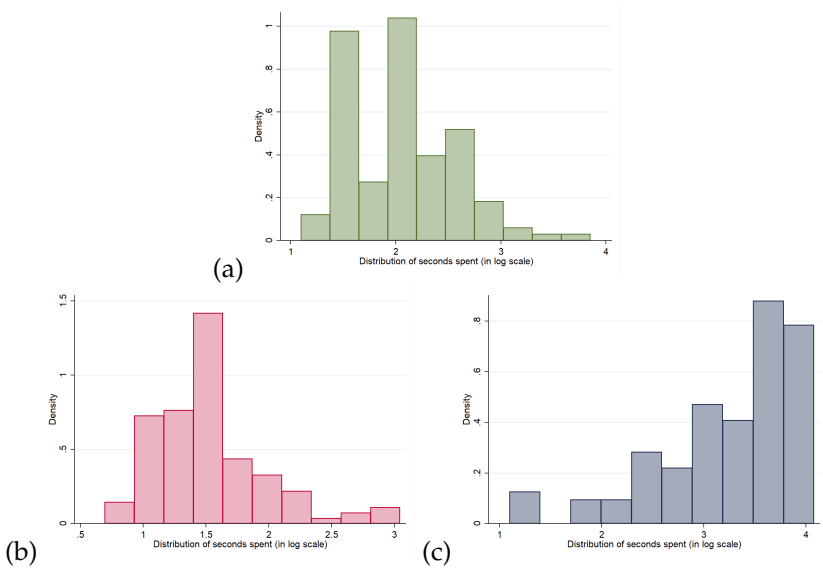 1
.8
.6
.4
.2
0
Density
1 2 3 4
Distribution of seconds spent (in log scale)
(a)
1.5
1
.5
0
Density
.5 1 1.5 2 2.5 3
Distribution of seconds spent (in log scale)
(b)
.8
.6
.4
.2
0
Density
1 2 3 4
Distribution of seconds spent (in log scale)
(c)